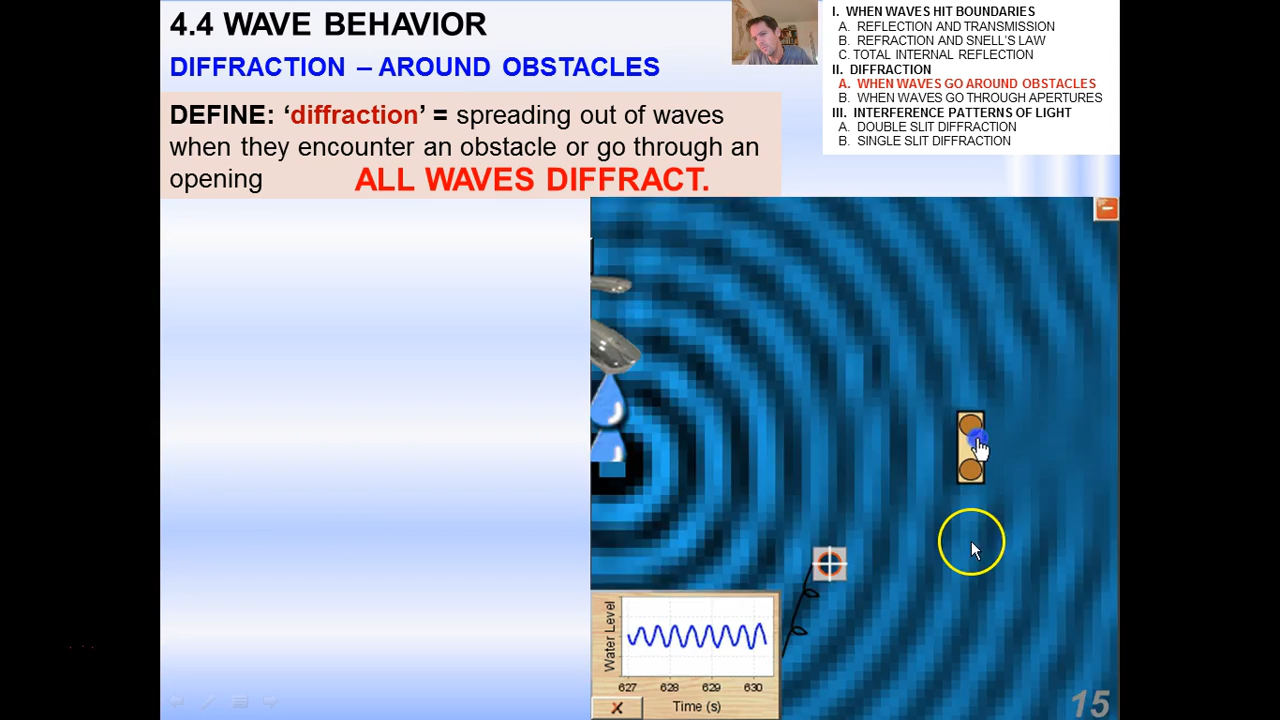 4.4 WAVE BEHAVIOR
DIFFRACTION – AROUND OBSTACLES
I. WHEN WAVES HIT BOUNDARIES
A. REFLECTION AND TRANSMISSION
B. REFRACTION AND SNELL'S LAW
C. TOTAL INTERNAL REFLECTION
II. DIFFRACTION
A. WHEN WAVES GO AROUND OBSTACLES
B. WHEN WAVES GO THROUGH APERTURES
III. INTERFERENCE PATTERNS OF LIGHT
A. DOUBLE SLIT DIFFRACTION
B. SINGLE SLIT DIFFRACTION
DEFINE: ‘diffraction’ = spreading out of waves
when they encounter an obstacle or go through an
opening ALL WAVES DIFFRACT.
Water Level
627 628 629 630
Time (s)
15